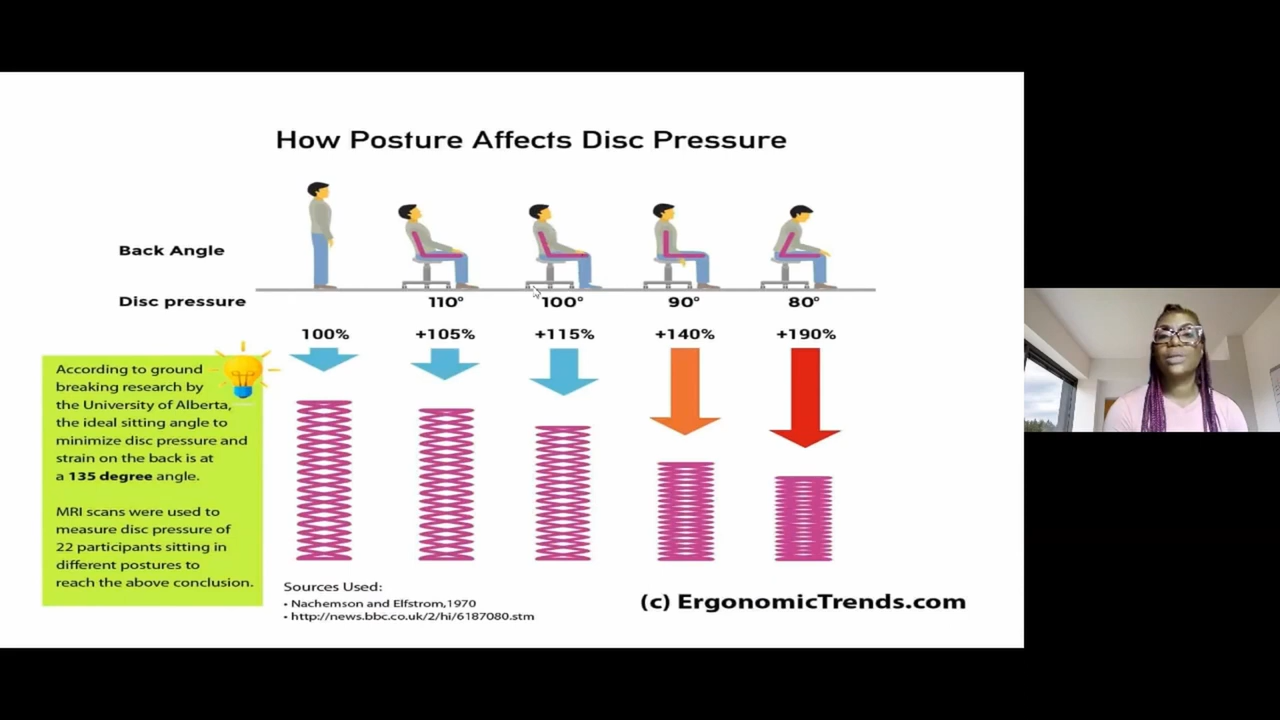 How Posture Affects Disc Pressure
Back Angle
Disc pressure
110° 100° 90° 80°
100% +105% +115% +140% +190%
According to ground
breaking research by
the University of Alberta,
the ideal sitting angle to
minimize disc pressure and
strain on the back is at
a 135 degree angle.
MRI scans were used to
measure disc pressure of
22 participants sitting in
different postures to
reach the above conclusion.
Sources Used:
• Nachemson and Elfstrom,1970
• http://news.bbc.co.uk/2/hi/6187080.stm
(c) ErgonomicTrends.com